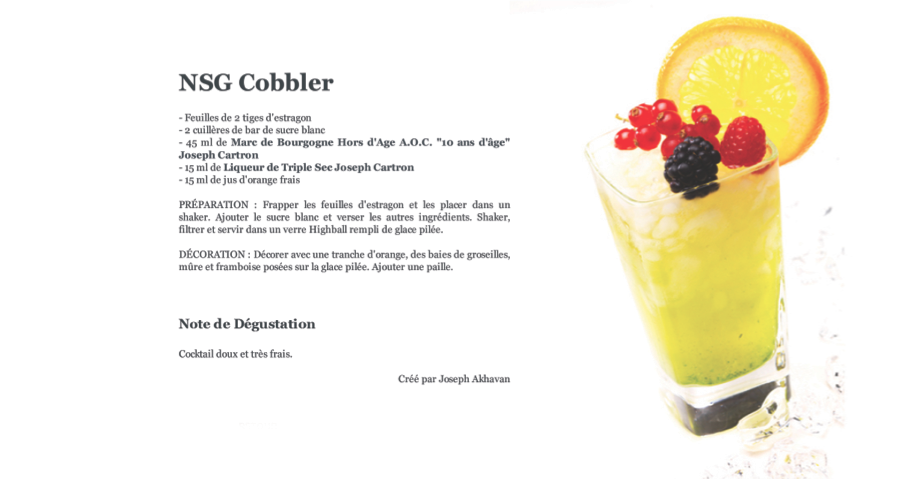 NSG Cobbler
- Feuilles de 2 tiges d'estragon
- 2 cuillères de bar de sucre blanc
- 45 ml de Marc de Bourgogne Hors d'Age A.O.C. "10 ans d'âge"
Joseph Cartron
- 15 ml de Liqueur de Triple Sec Joseph Cartron
- 15 ml de jus d'orange frais
PRÉPARATION : Frapper les feuilles d'estragon et les placer dans un
shaker. Ajouter le sucre blanc et verser les autres ingrédients. Shaker,
filtrer et servir dans un verre Highball rempli de glace pilée.
DÉCORATION : Décorer avec une tranche d'orange, des baies de groseilles,
mûre et framboise posées sur la glace pilée. Ajouter une paille.
Note de Dégustation
Cocktail doux et très frais.
Créé par Joseph Akhavan